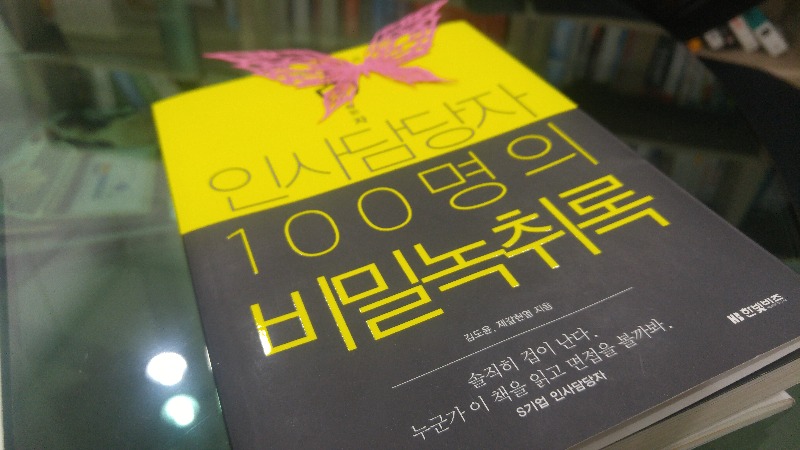 인사담당자
100명의
비밀녹취록
김도윤, 제갈현열 지음
솔직히 겁이 난다.
누군가 이 책을 읽고 면접을 볼까봐.
S기업 인사담당자
HB 한빛비즈